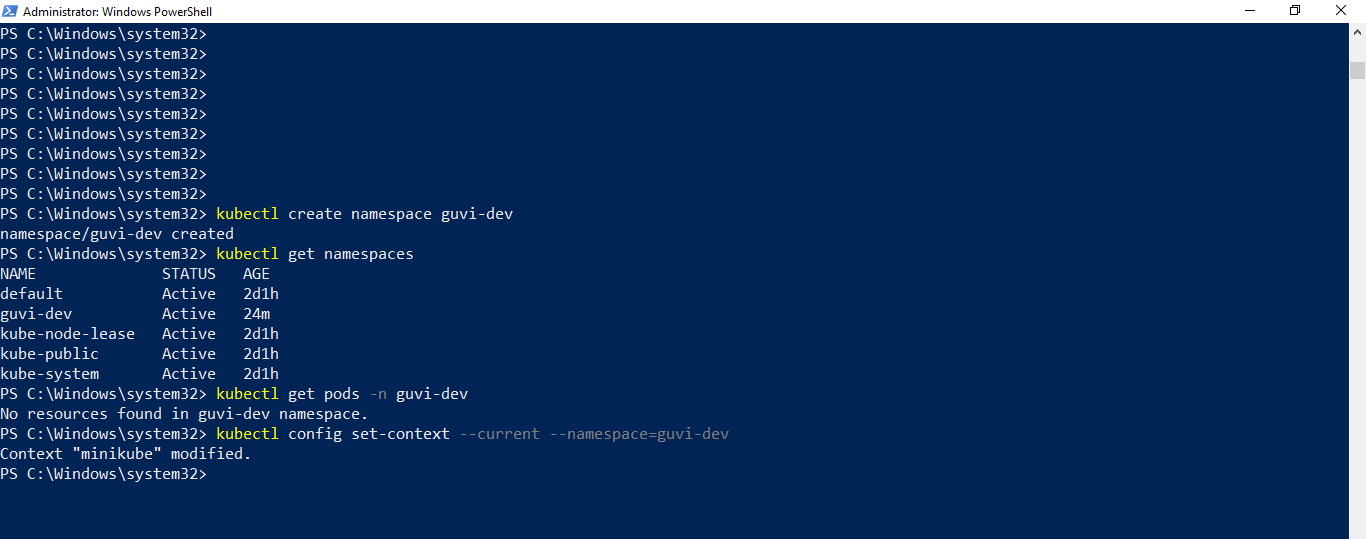 Administrator: Windows PowerShell
PS C:\Windows\system32>
PS C:\Windows\system32>
PS C:\Windows\system32>
PS C:\Windows\system32>
PS C:\Windows\system32>
PS C:\Windows\system32>
PS C:\Windows\system32>
PS C:\Windows\system32>
PS C:\Windows\system32>
PS C:\Windows\system32> kubectl create namespace guvi-dev
namespace/guvi-dev created
PS C:\Windows\system32> kubectl get namespaces
NAME              STATUS   AGE
default           Active   2d1h
guvi-dev          Active   24m
kube-node-lease   Active   2d1h
kube-public       Active   2d1h
kube-system       Active   2d1h
PS C:\Windows\system32> kubectl get pods -n guvi-dev
No resources found in guvi-dev namespace.
PS C:\Windows\system32> kubectl config set-context --current --namespace=guvi-dev
Context "minikube" modified.
PS C:\Windows\system32>